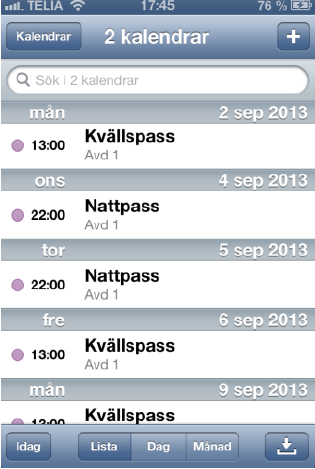 TELIA 17:45 76 %
Kalendrar 2 kalendrar +
Sök i 2 kalendrar
mån 2 sep 2013
13:00 Kvällspass
Avd 1
ons 4 sep 2013
22:00 Nattpass
Avd 1
tor 5 sep 2013
22:00 Nattpass
Avd 1
fre 6 sep 2013
13:00 Kvällspass
Avd 1
mån 9 sep 2013
13:00 Kvällspass
Idag Lista Dag Månad